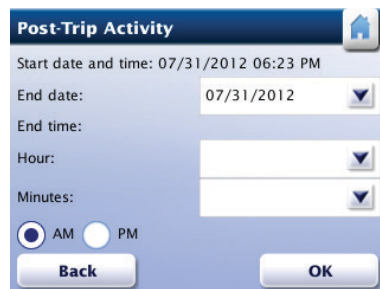 Post-Trip Activity
Start date and time: 07/31/2012 06:23 PM
End date: 07/31/2012
End time:
Hour:
Minutes:
AM PM
Back OK